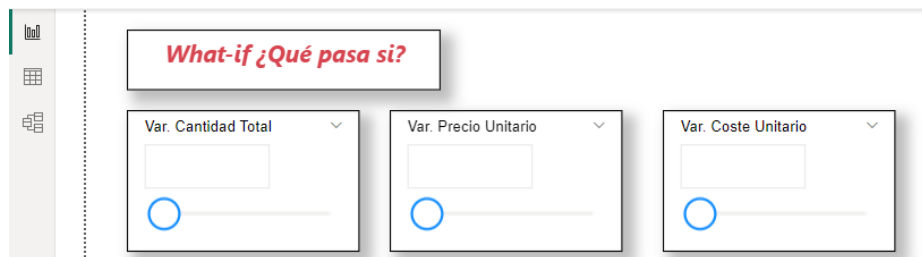 What-if ¿Qué pasa si?
Var. Cantidad Total
Var. Precio Unitario
Var. Coste Unitario